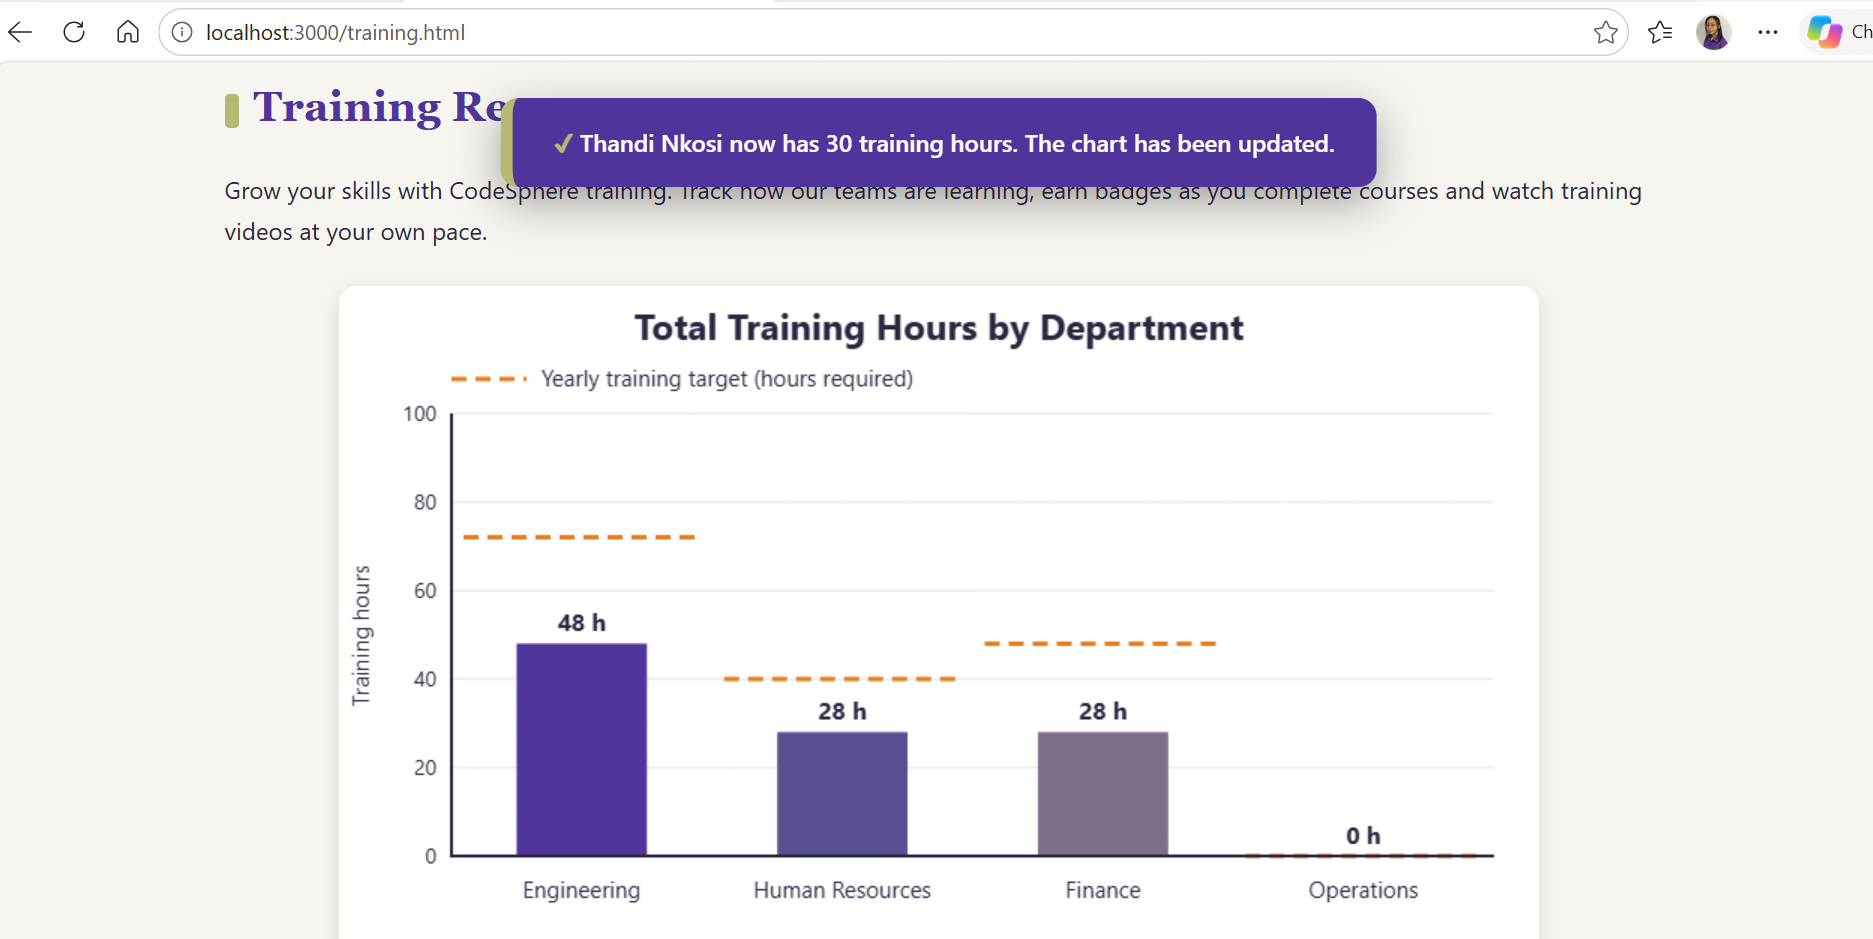 localhost:3000/training.html
Ch
Training Re
✓ Thandi Nkosi now has 30 training hours. The chart has been updated.
Grow your skills with CodeSphere training. Track how our teams are learning, earn badges as you complete courses and watch training
videos at your own pace.
Total Training Hours by Department
Yearly training target (hours required)
100
80
60
40
20
0
Training hours
48 h
28 h
28 h
0 h
Engineering
Human Resources
Finance
Operations